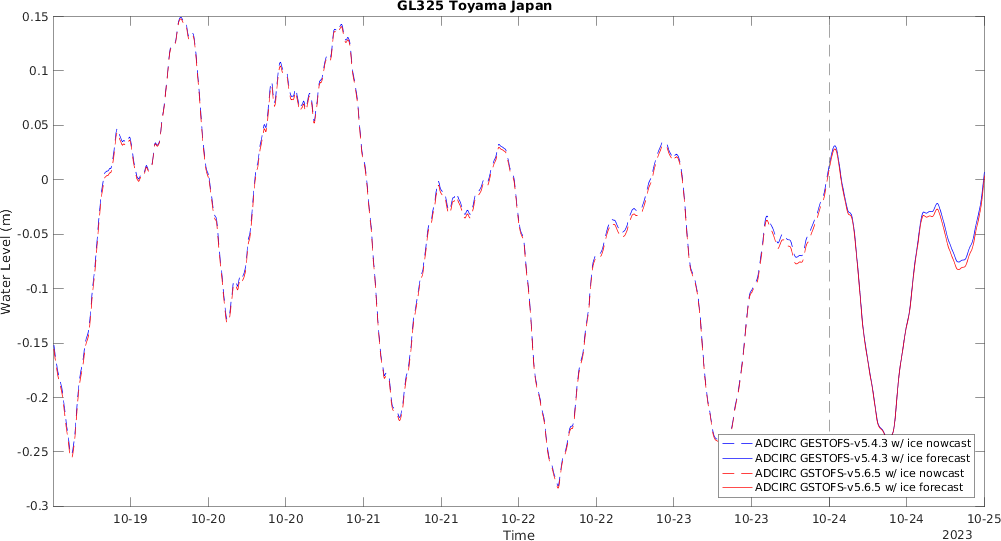 GL325 Toyama Japan
0.15
0.1
0.05
0
-0.05
-0.1
-0.15
-0.2
-0.25
-0.3
Water Level (m)
ADCIRC GESTOFS-v5.4.3 w/ ice nowcast
ADCIRC GESTOFS-v5.4.3 w/ ice forecast
ADCIRC GSTOFS-v5.6.5 w/ ice nowcast
ADCIRC GSTOFS-v5.6.5 w/ ice forecast
10-19 10-20 10-20 10-21 10-21 10-22 10-22 10-23 10-23 10-24 10-24 10-25
Time
2023